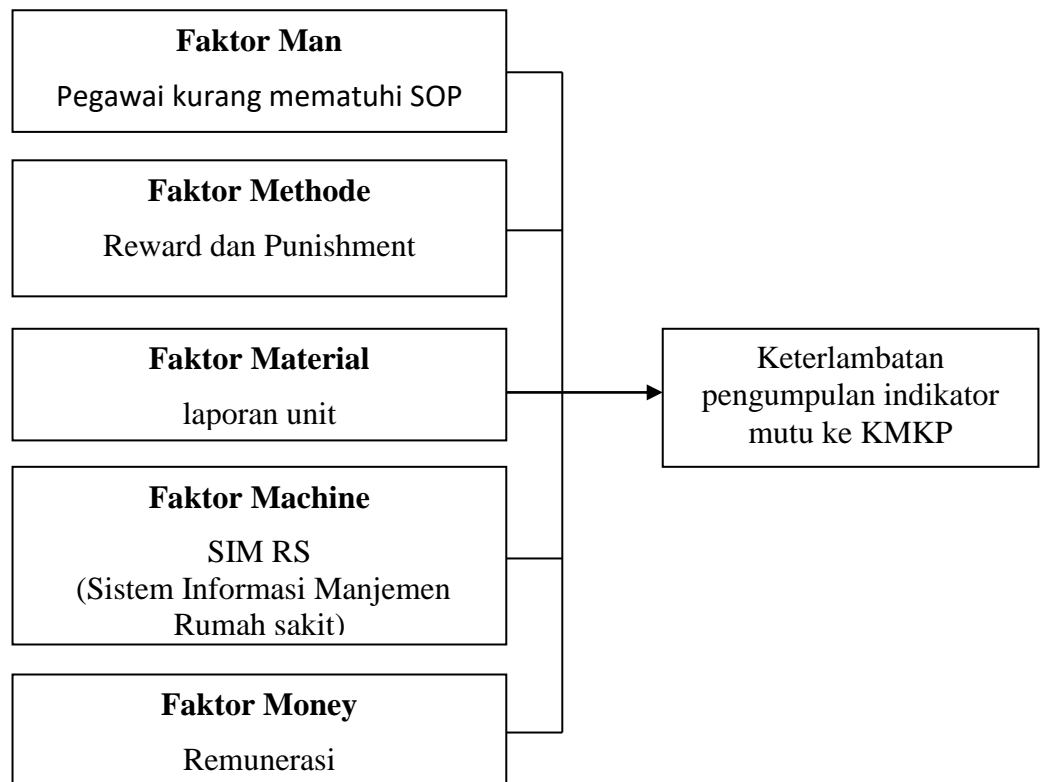 Faktor Man
Pegawai kurang mematuhi SOP
Faktor Methode
Reward dan Punishment
Faktor Material
laporan unit
Faktor Machine
SIM RS
(Sistem Informasi Manjemen
Rumah sakit)
Faktor Money
Remunerasi
Keterlambatan
pengumpulan indikator
mutu ke KMKP